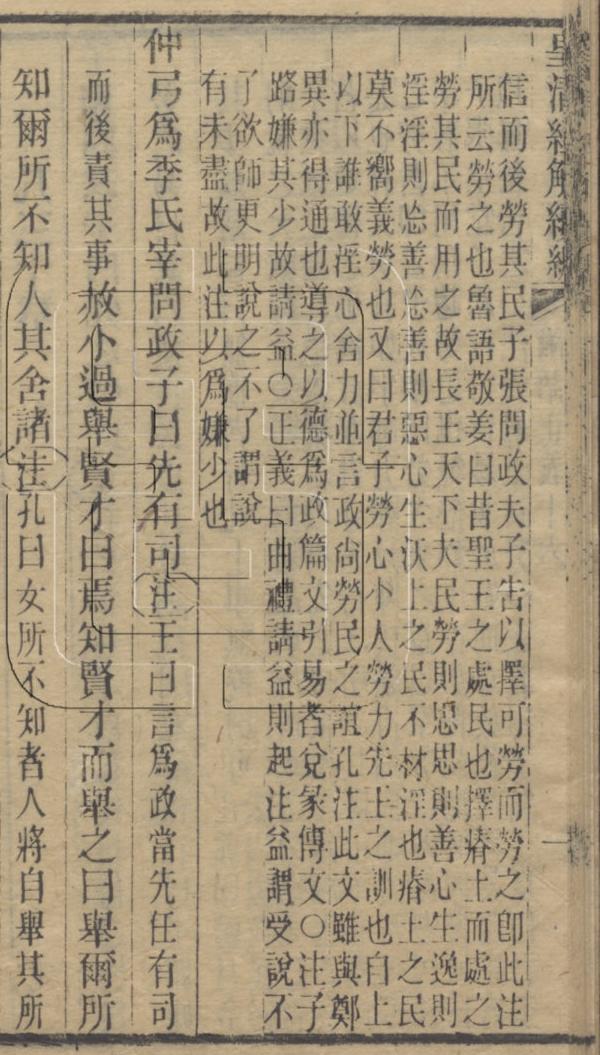 皇清經解續編
信而後勞其民子張問政夫子告以擇可勞而勞之卽此注
所云勞之也魯語敬姜曰昔聖王之處民也擇瘠土而處之
勞其民而用之故長王天下夫民勞則思思則善心生逸則
淫淫則忘善忘善則惡心生沃土之民不材淫也瘠土之民
莫不嚮義勞也又曰君子勞心小人勞力先王之訓也自上
以下誰敢淫心舍力並言政尙勞民之誼孔注此文雖與鄭
異亦得通也導之以德爲政篇文引易者兌彖傳文○注子
路嫌其少故請益○正義曰曲禮請益則起注益謂受說不
了欲師更明說之不了謂說
有未盡故此注以爲嫌少也
仲弓爲季氏宰問政子曰先有司注王曰言爲政當先任有司
而後責其事赦小過舉賢才曰焉知賢才而舉之曰舉爾所
知爾所不知人其舍諸注孔曰女所不知者人將自舉其所